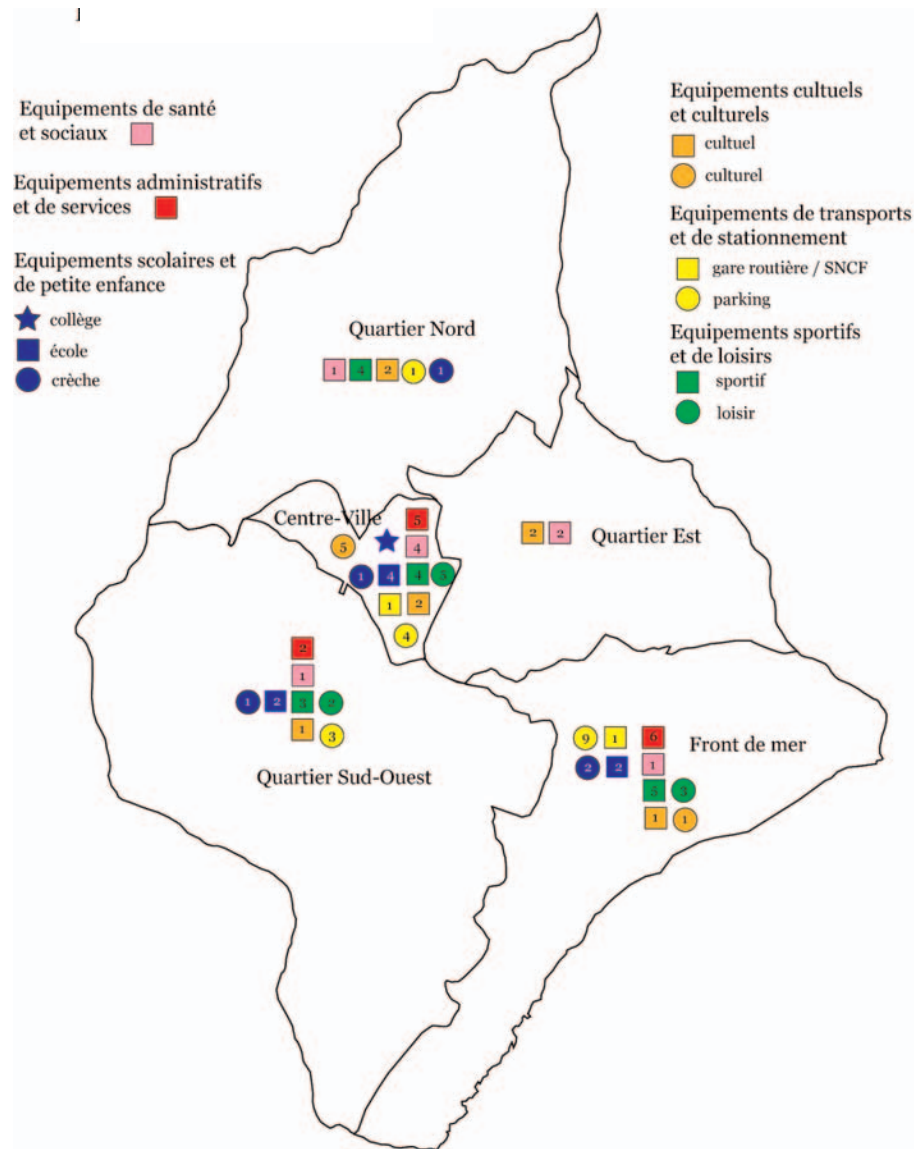 Equipements de santé
et sociaux
Equipements administratifs
et de services
Equipements scolaires et
de petite enfance
collège
école
crèche
Equipements cultuels
et culturels
cultuel
culturel
Equipements de transports
et de stationnement
gare routière / SNCF
parking
Equipements sportifs
et de loisirs
sportif
loisir
Quartier Nord
1 4 2 1 1
Centre-Ville
5
5
4
1 4 4 5
1 2
4
2 2
Quartier Est
2
1
1 2 3 2
1 3
Quartier Sud-Ouest
9 1 6
Front de mer
2 2 1
5 3
1 1